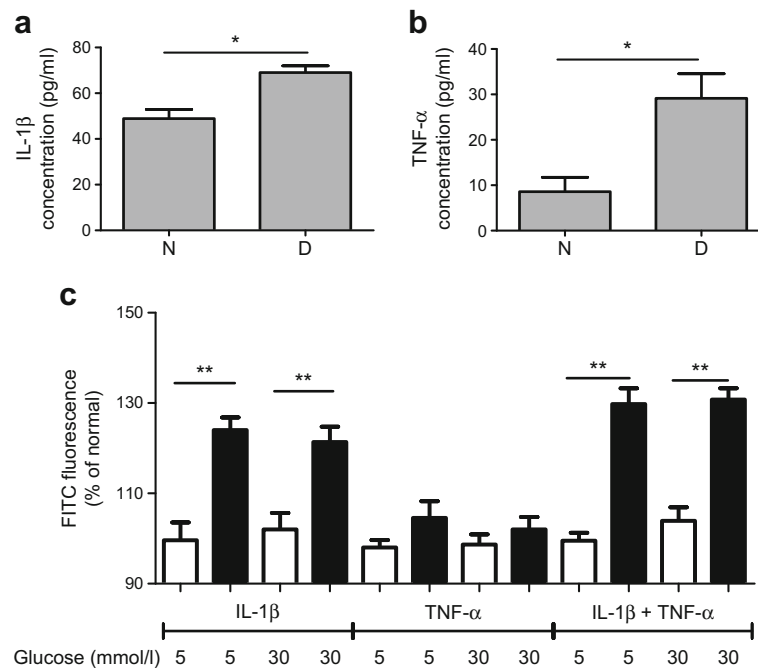 a
IL-1β
concentration (pg/ml)
80
60
40
20
0
*
N
D
b
TNF-α
concentration (pg/ml)
40
30
20
10
0
*
N
D
c
FITC fluorescence
(% of normal)
150
130
110
90
**
**
**
**
IL-1β
TNF-α
IL-1β + TNF-α
Glucose (mmol/l) 5 5 30 30 5 5 30 30 5 5 30 30